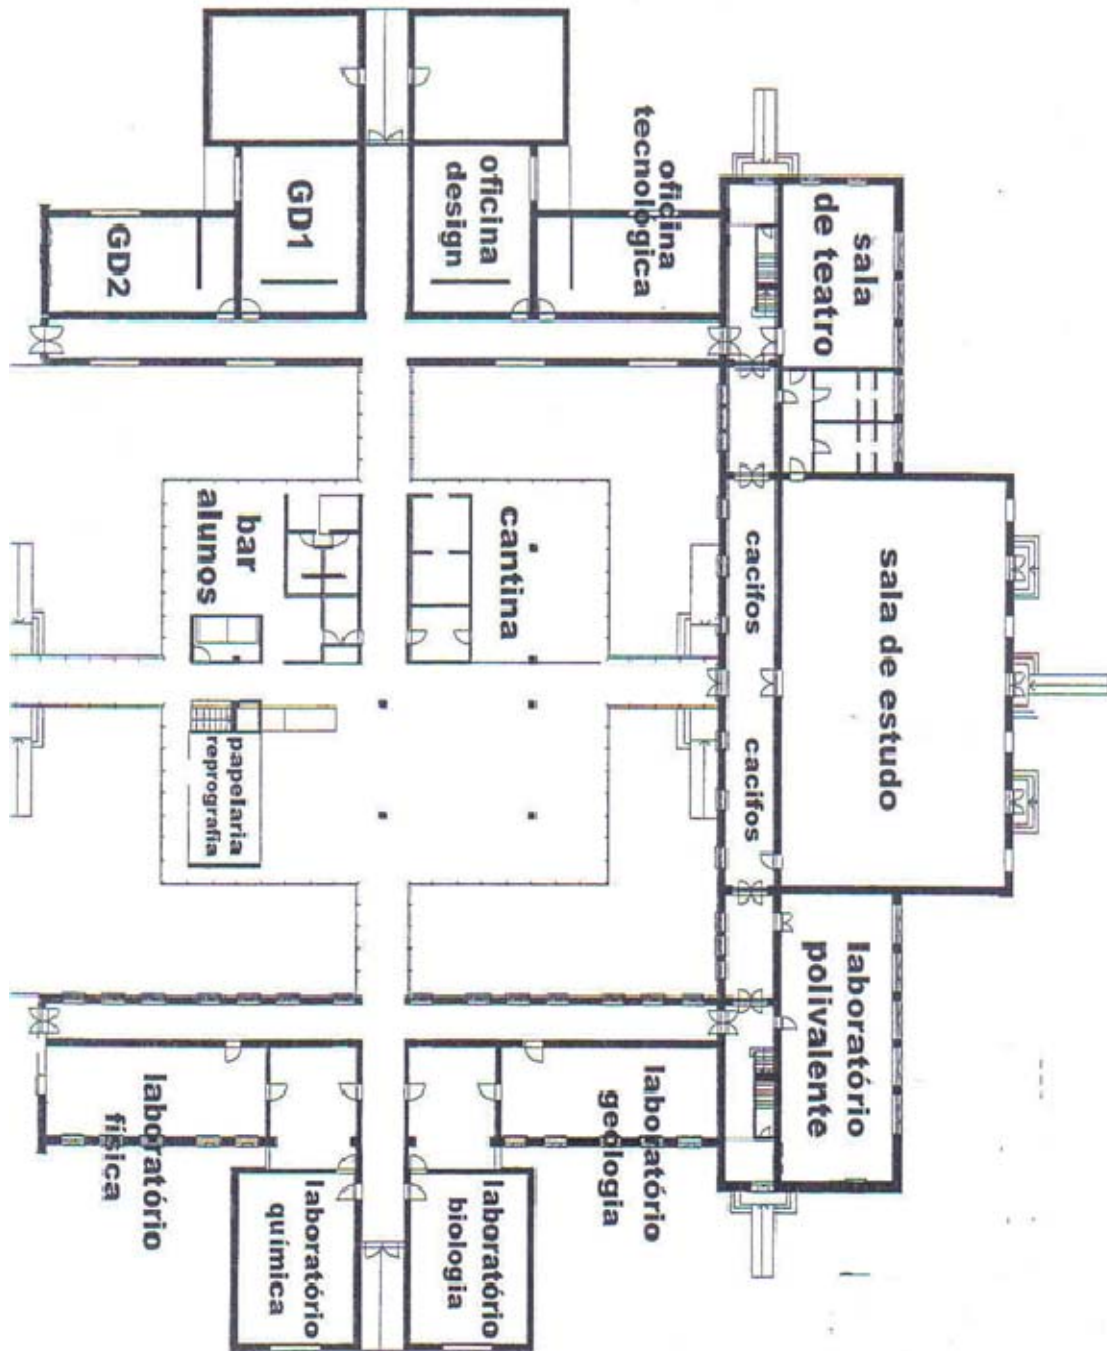 GD2
GD1
oficina
design
oficina
tecnológica
sala
de teatro
bar
alunos
cantina
cacifos
sala de estudo
papelaria
reprografia
cacifos
laboratório
polivalente
laboratório
física
laboratório
química
laboratório
biologia
laboratório
geologia